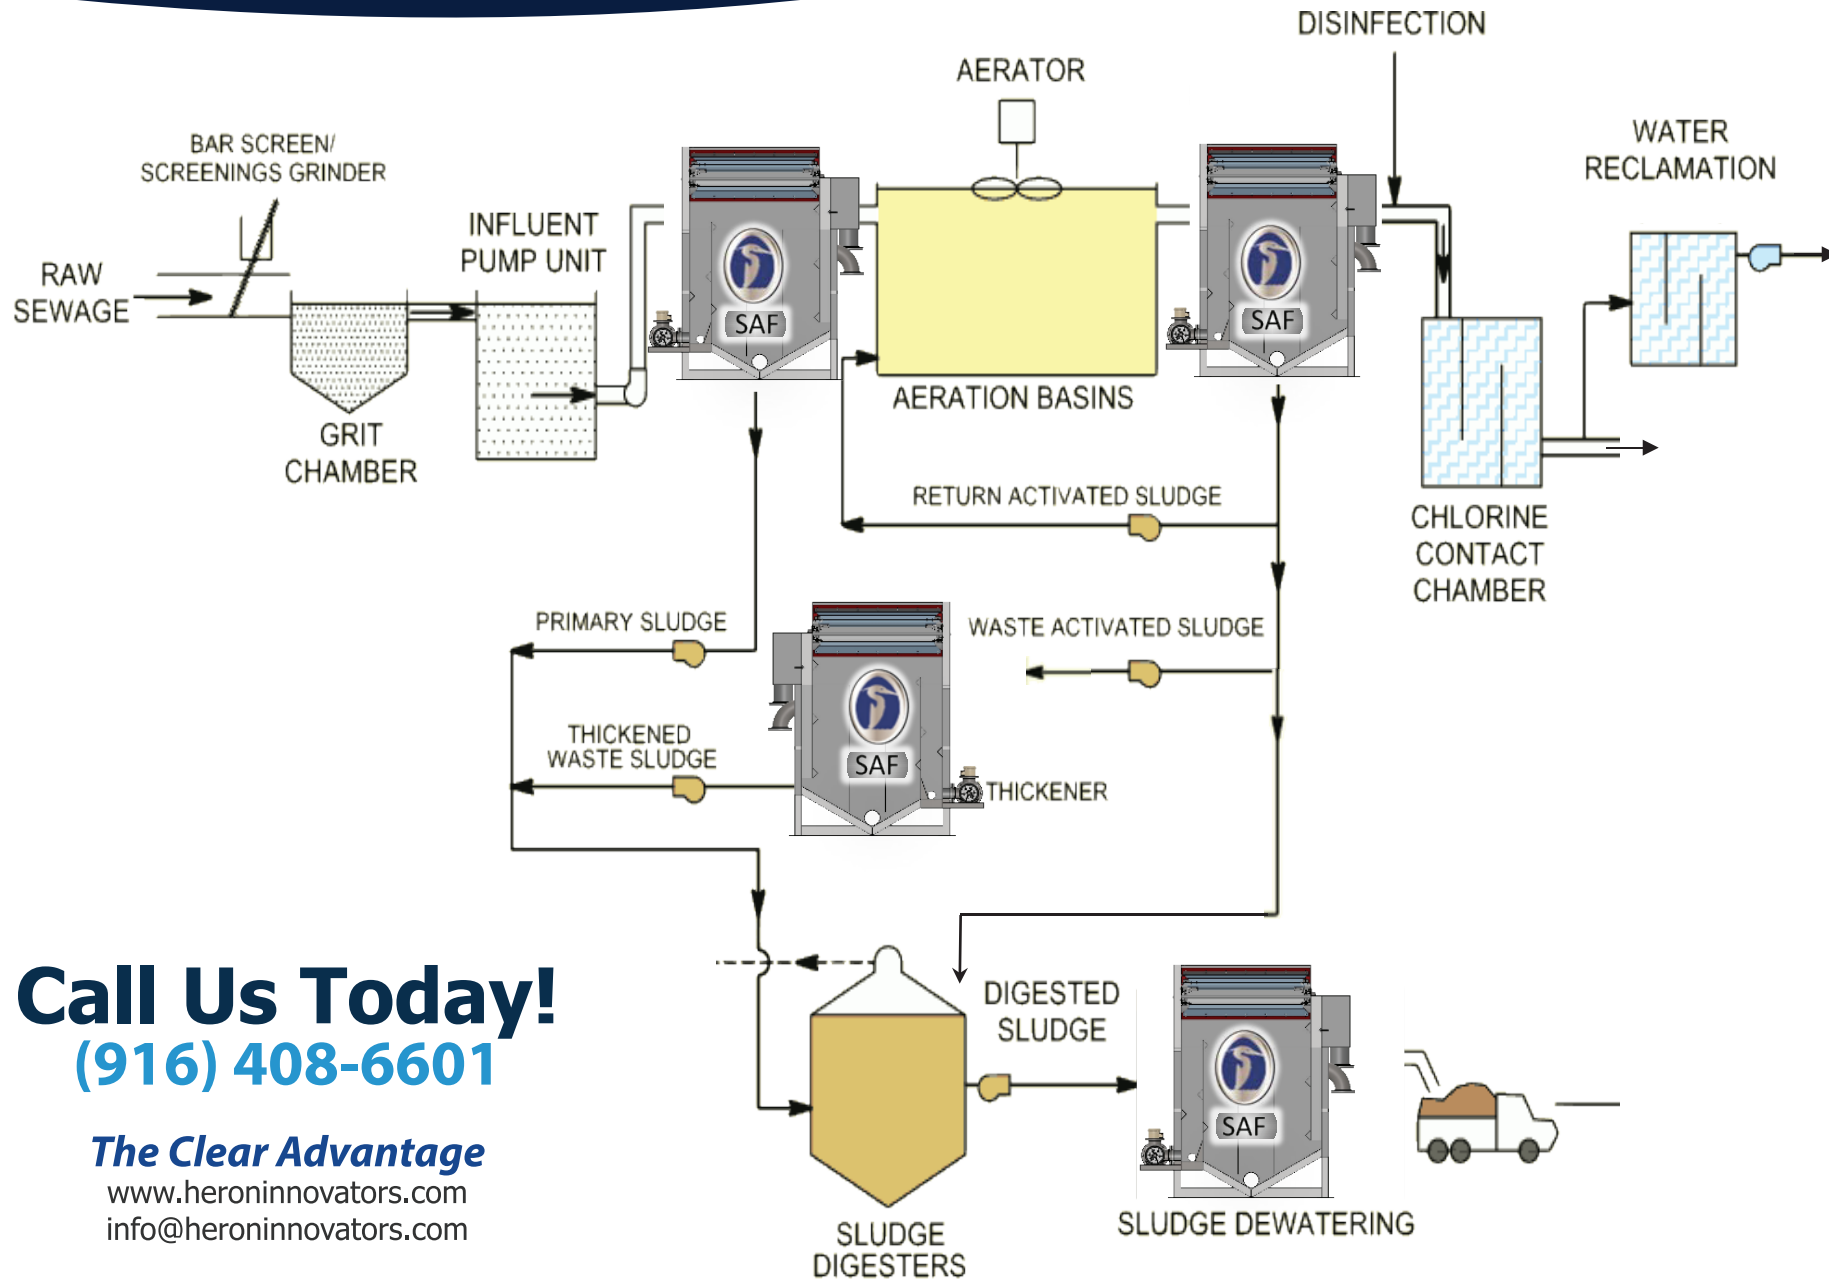 DISINFECTION
AERATOR
WATER
RECLAMATION
BAR SCREEN/
SCREENINGS GRINDER
INFLUENT
PUMP UNIT
RAW
SEWAGE
SAF
SAF
AERATION BASINS
GRIT
CHAMBER
RETURN ACTIVATED SLUDGE
CHLORINE
CONTACT
CHAMBER
PRIMARY SLUDGE
WASTE ACTIVATED SLUDGE
THICKENED
WASTE SLUDGE
SAF
THICKENER
Call Us Today!
(916) 408-6601
The Clear Advantage
www.heroninnovators.com
info@heroninnovators.com
DIGESTED
SLUDGE
SAF
SLUDGE DEWATERING
SLUDGE
DIGESTERS